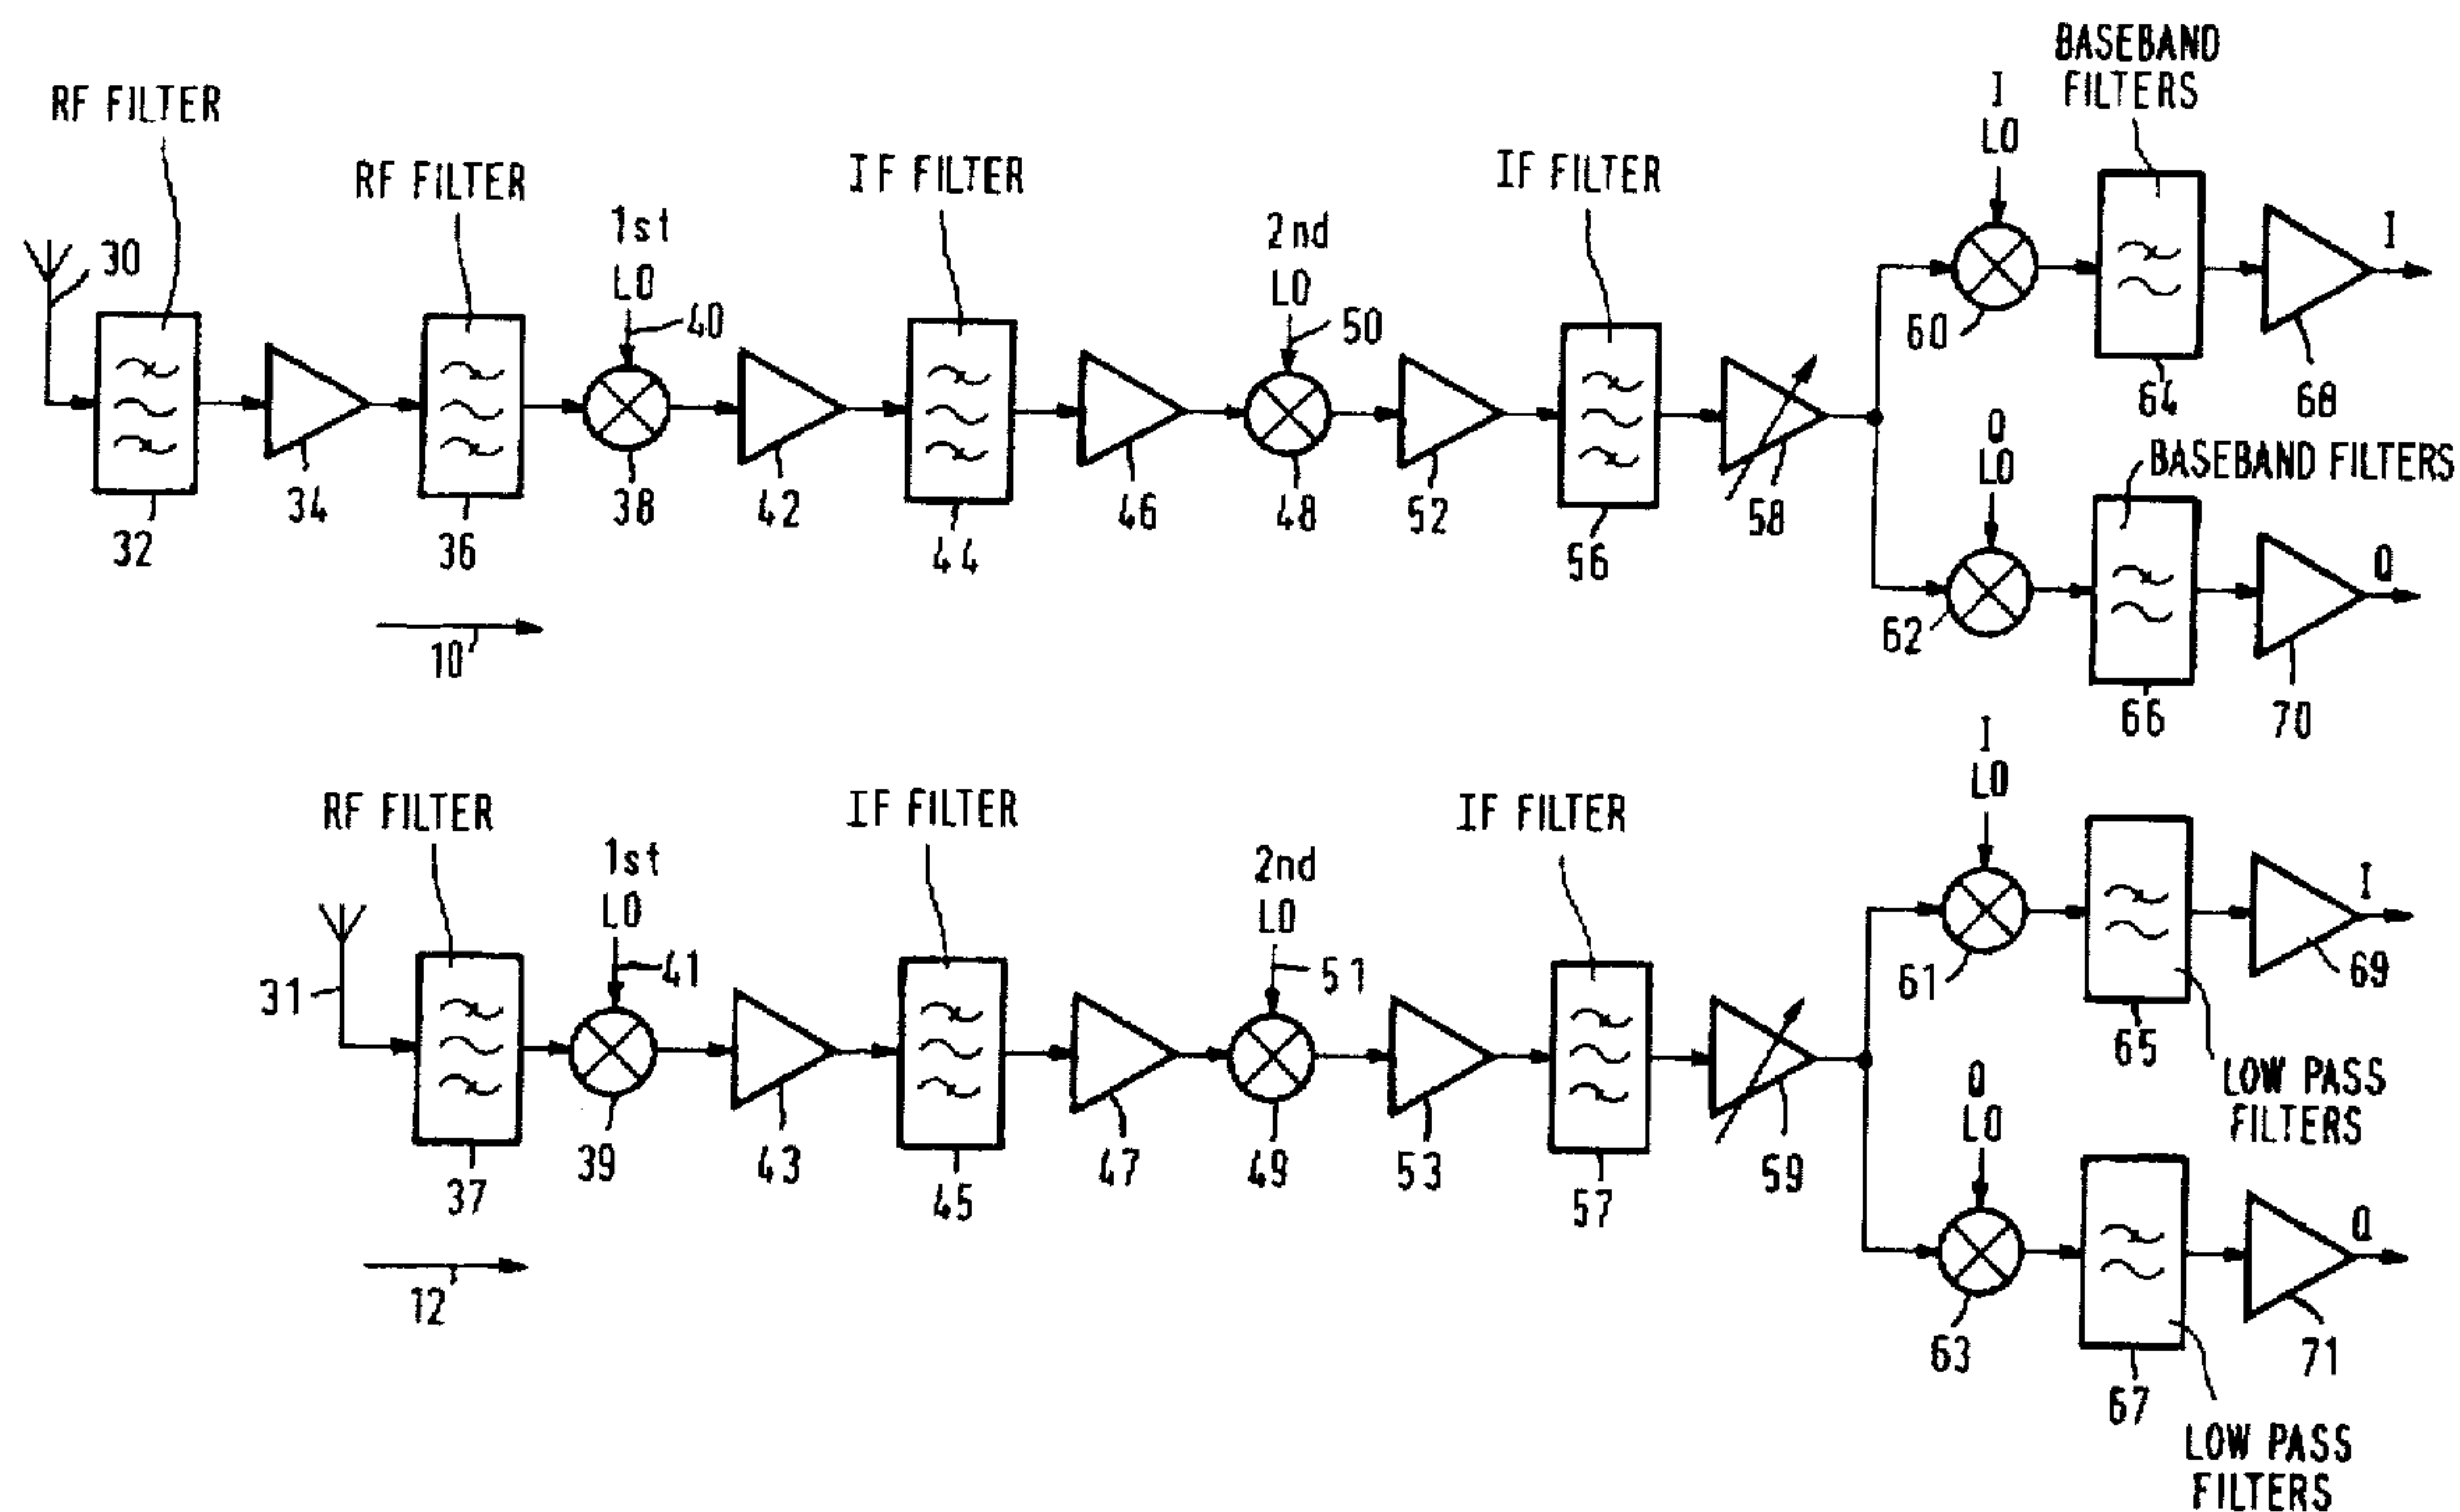 RF FILTER
RF FILTER
1st
LO
IF FILTER
2nd
LO
IF FILTER
I
LO
BASEBAND
FILTERS
30
40
50
I
32
34
36
38
42
44
46
48
52
56
58
60
64
68
Q
LO
BASEBAND FILTERS
Q
62
66
70
10
RF FILTER
1st
LO
IF FILTER
2nd
LO
IF FILTER
I
LO
31
41
51
I
37
39
43
45
47
49
53
57
59
61
65
69
LOW PASS
FILTERS
Q
LO
Q
63
67
71
LOW PASS
FILTERS
12